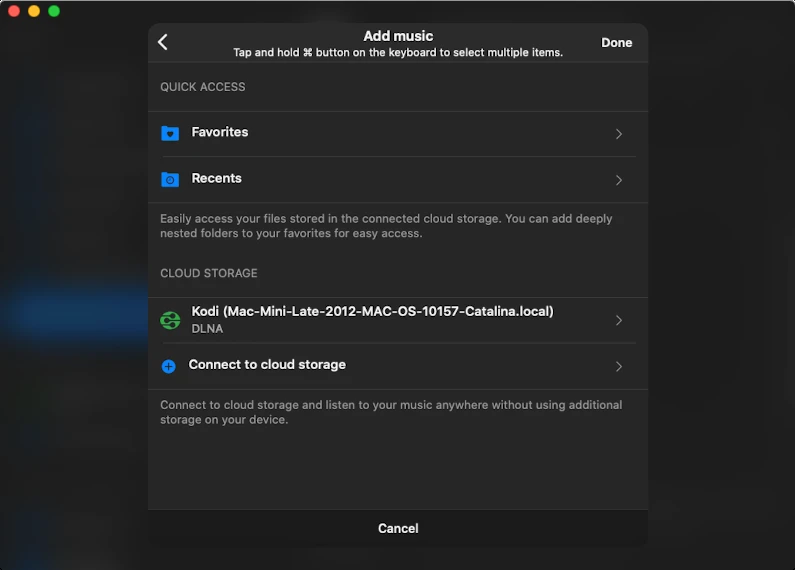 Add music
Tap and hold ⌘ button on the keyboard to select multiple items.
Done
QUICK ACCESS
Favorites
Recents
Easily access your files stored in the connected cloud storage. You can add deeply
nested folders to your favorites for easy access.
CLOUD STORAGE
Kodi (Mac-Mini-Late-2012-MAC-OS-10157-Catalina.local)
DLNA
Connect to cloud storage
Connect to cloud storage and listen to your music anywhere without using additional
storage on your device.
Cancel